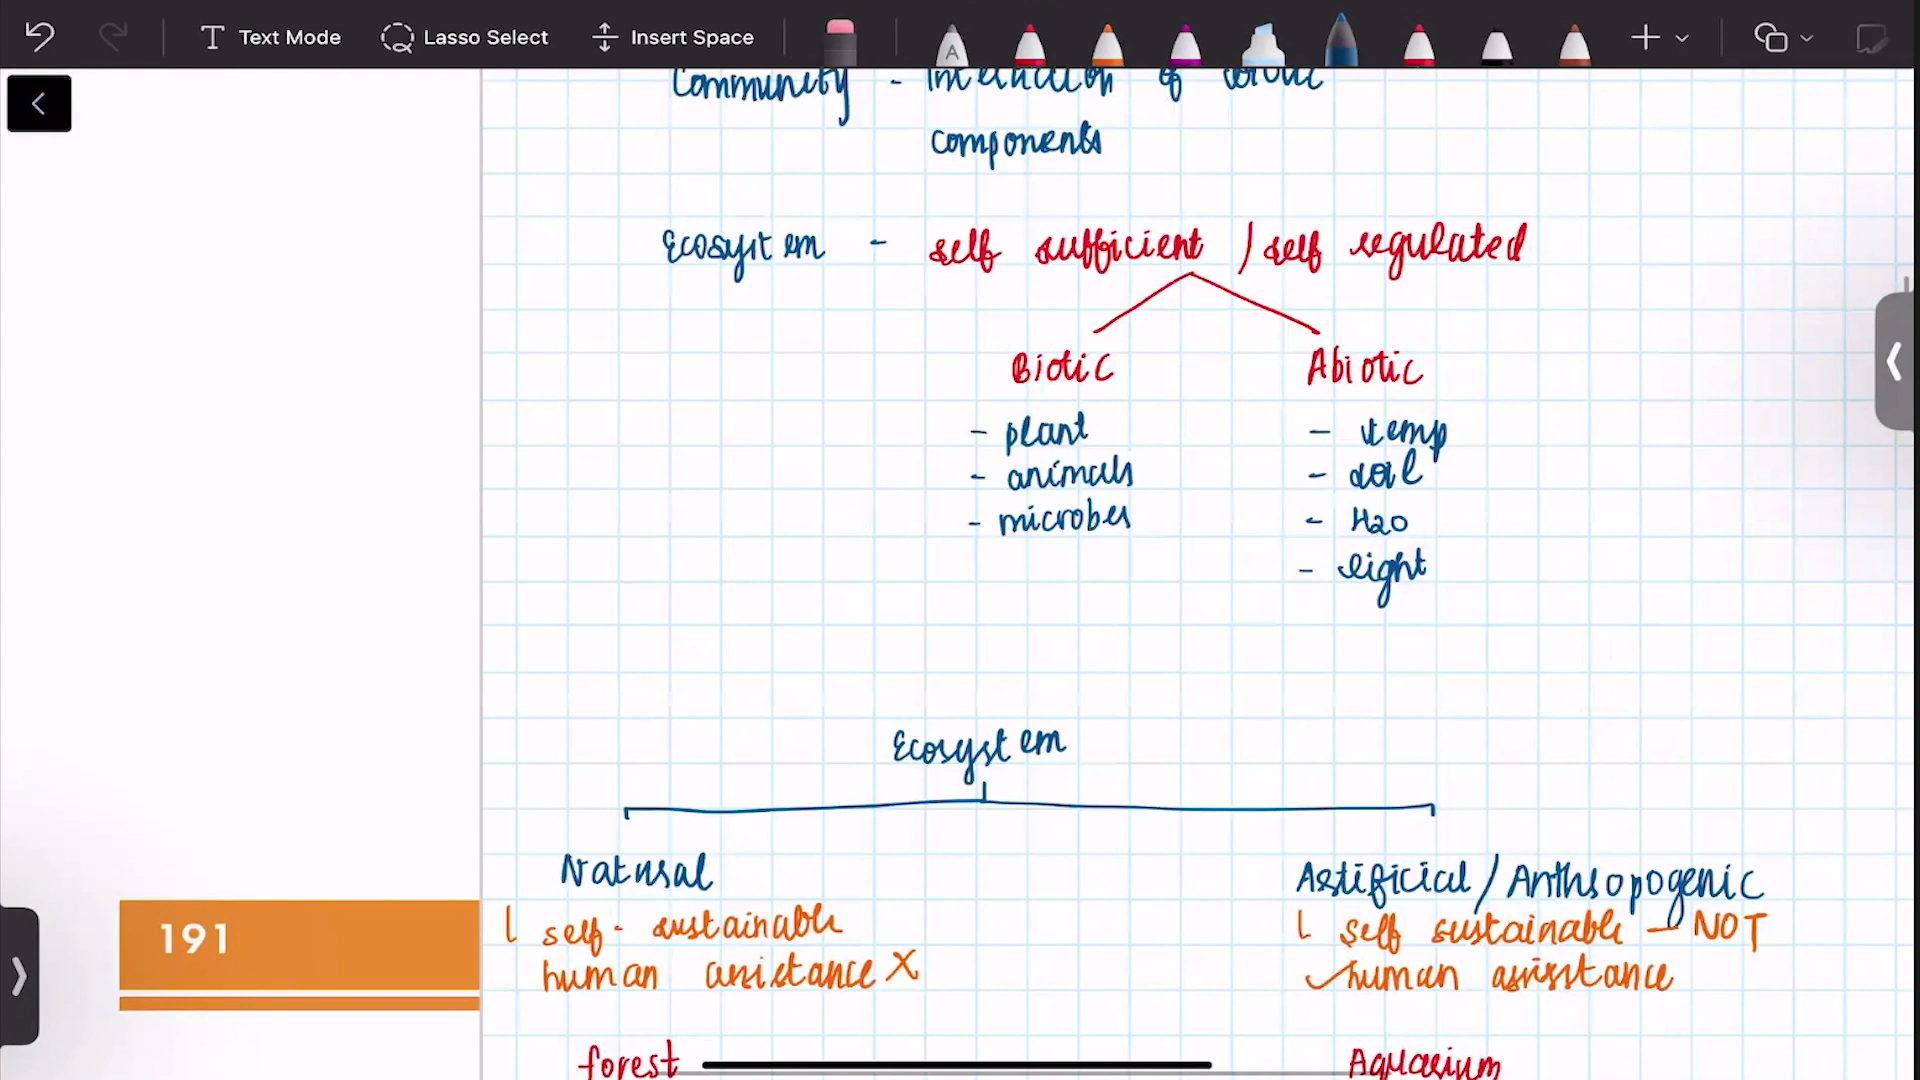 Text Mode
Lasso Select
Insert Space
A
Community - Interaction of biotic
components
Ecosystem - self sufficient / self regulated
Biotic
Abiotic
- plant
- temp
- animals
- soil
- microbes
- H2O
- light
Ecosystem
Natural
Artificial / Anthropogenic
191
self-sustainable
self sustainable - NOT
human assistance X
✓human assistance
forest
Aquarium